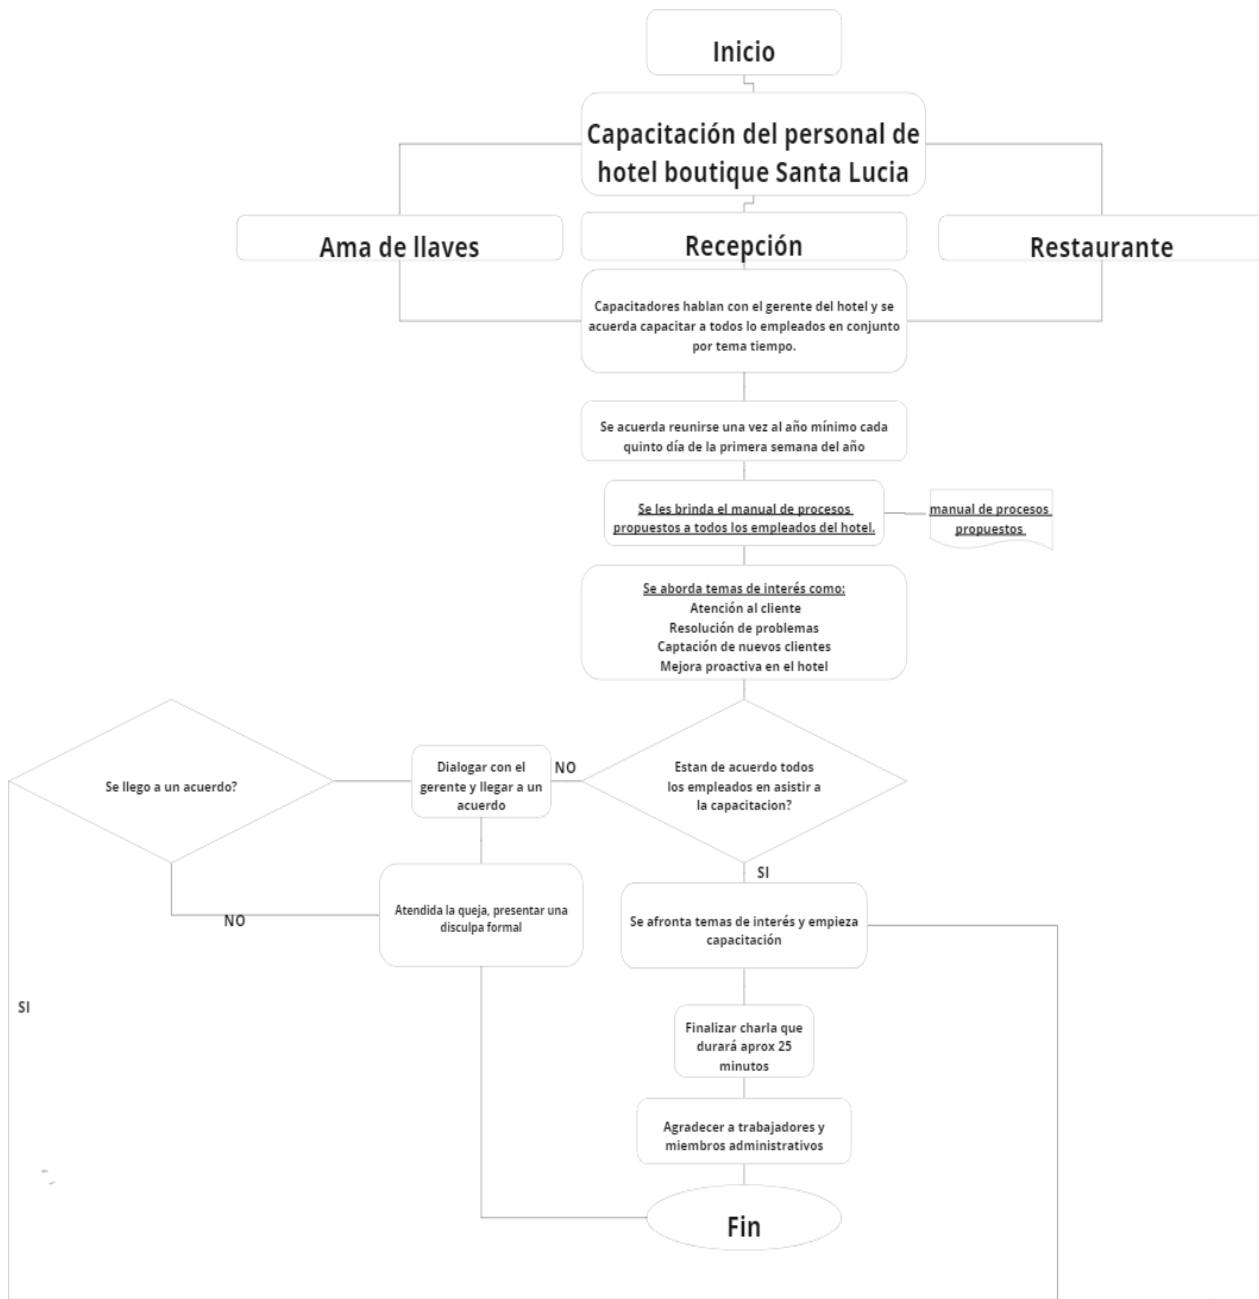 Inicio
Capacitación del personal de
hotel boutique Santa Lucia
Ama de llaves
Recepción
Restaurante
Capacitadores hablan con el gerente del hotel y se
acuerda capacitar a todos lo empleados en conjunto
por tema tiempo.
Se acuerda reunirse una vez al año mínimo cada
quinto día de la primera semana del año
Se les brinda el manual de procesos
propuestos a todos los empleados del hotel.
manual de procesos
propuestos
Se aborda temas de interés como:
Atención al cliente
Resolución de problemas
Captación de nuevos clientes
Mejora proactiva en el hotel
Se llego a un acuerdo?
Dialogar con el
gerente y llegar a un
acuerdo
NO
Estan de acuerdo todos
los empleados en asistir a
la capacitacion?
SI
NO
Atendida la queja, presentar una
disculpa formal
Se afronta temas de interés y empieza
capacitación
SI
Finalizar charla que
durará aprox 25
minutos
Agradecer a trabajadores y
miembros administrativos
Fin